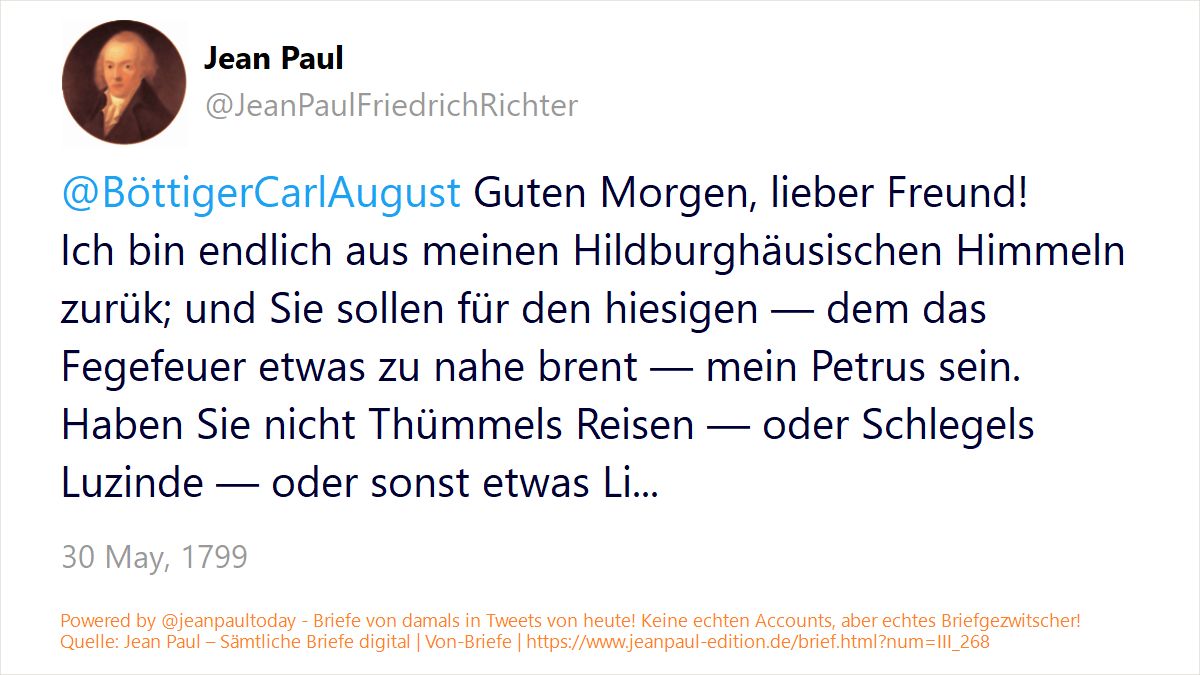 Jean Paul
@JeanPaulFriedrichRichter
@BöttigerCarlAugust Guten Morgen, lieber Freund!
Ich bin endlich aus meinen Hildburghäusischen Himmeln
zurük; und Sie sollen für den hiesigen — dem das
Fegefeuer etwas zu nahe brent — mein Petrus sein.
Haben Sie nicht Thümmels Reisen — oder Schlegels
Luzinde — oder sonst etwas Li...
30 May, 1799
Powered by @jeanpaultoday - Briefe von damals in Tweets von heute! Keine echten Accounts, aber echtes Briefgezwitscher!
Quelle: Jean Paul – Sämtliche Briefe digital | Von-Briefe | https://www.jeanpaul-edition.de/brief.html?num=III_268